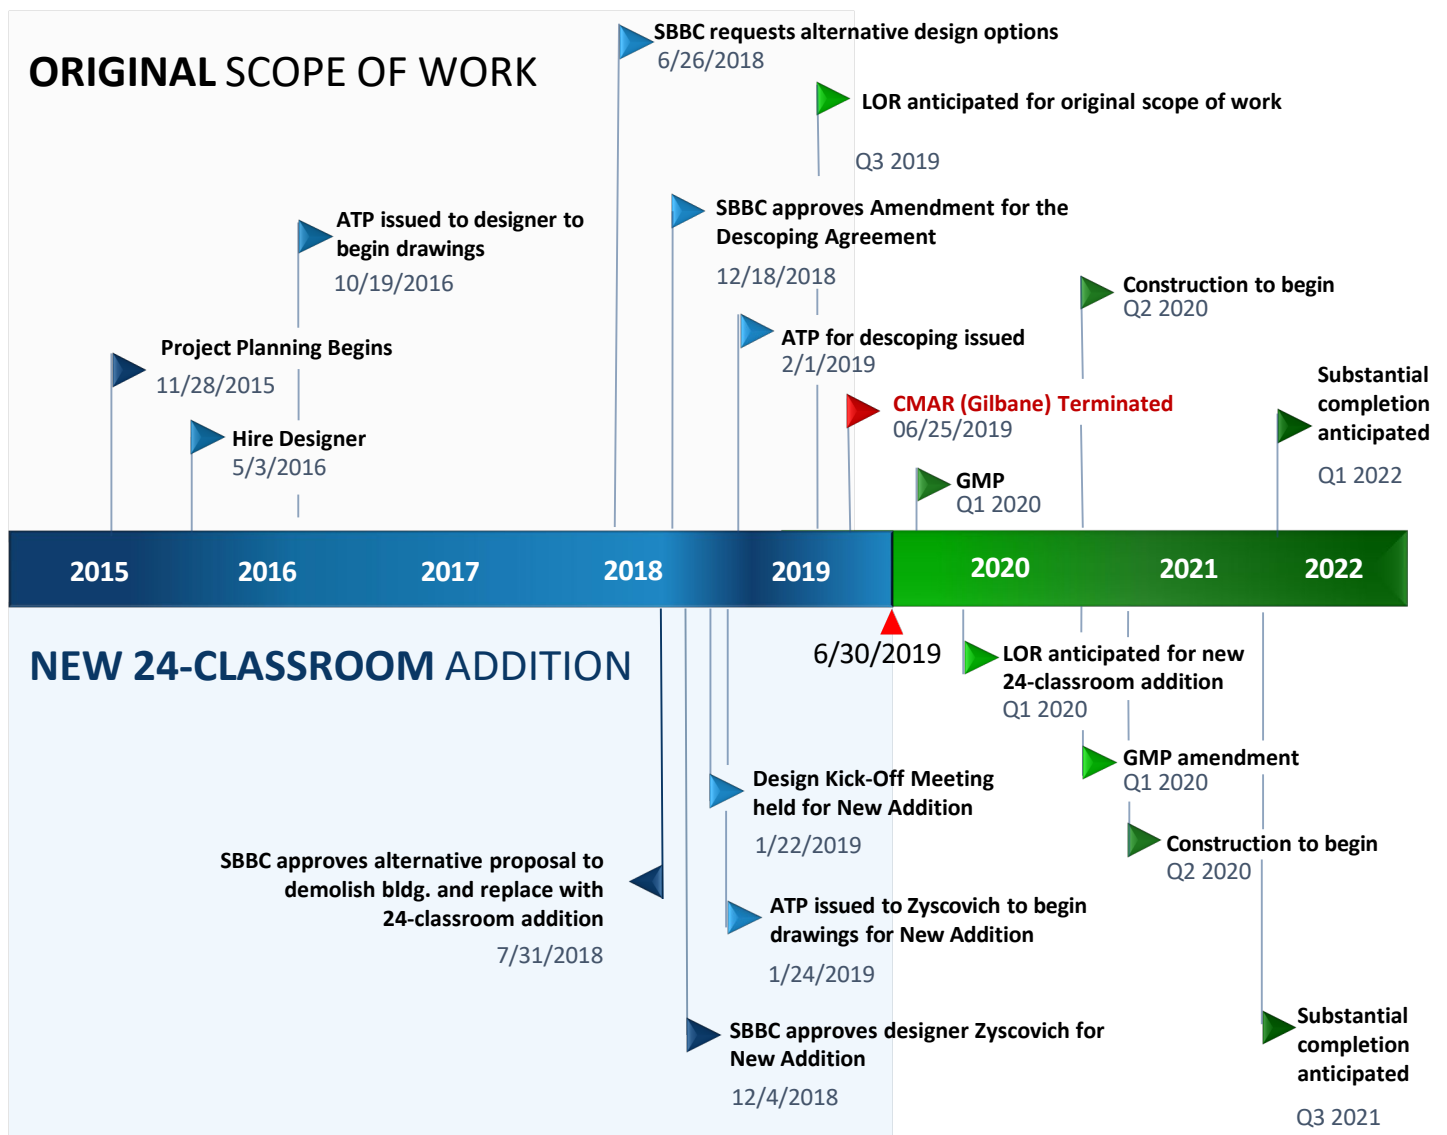 ORIGINAL SCOPE OF WORK
SBBC requests alternative design options
6/26/2018
LOR anticipated for original scope of work
Q3 2019
ATP issued to designer to
begin drawings
10/19/2016
SBBC approves Amendment for the
Descoping Agreement
12/18/2018
Construction to begin
Q2 2020
Project Planning Begins
11/28/2015
ATP for descoping issued
2/1/2019
Substantial
completion
anticipated
Q1 2022
CMAR (Gilbane) Terminated
06/25/2019
Hire Designer
5/3/2016
GMP
Q1 2020
2015 2016 2017 2018 2019 2020 2021 2022
6/30/2019
NEW 24-CLASSROOM ADDITION
LOR anticipated for new
24-classroom addition
Q1 2020
GMP amendment
Q1 2020
Design Kick-Off Meeting
held for New Addition
1/22/2019
Construction to begin
Q2 2020
SBBC approves alternative proposal to
demolish bldg. and replace with
24-classroom addition
7/31/2018
ATP issued to Zyscovich to begin
drawings for New Addition
1/24/2019
SBBC approves designer Zyscovich for
New Addition
12/4/2018
Substantial
completion
anticipated
Q3 2021